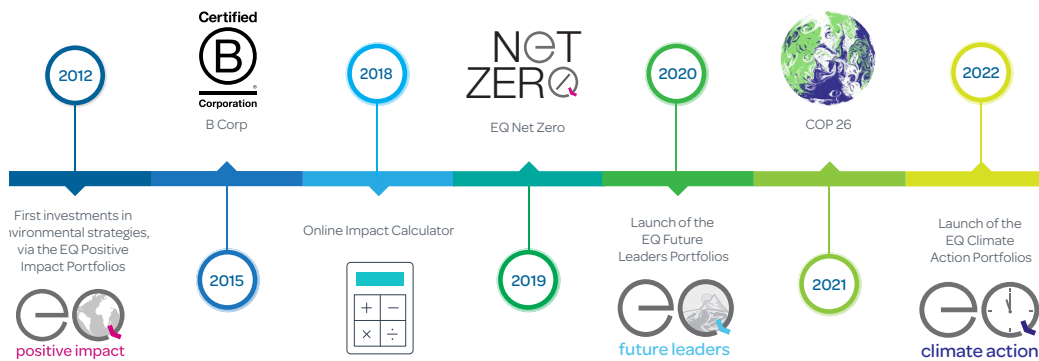 2012
First investments in
environmental strategies,
via the EQ Positive
Impact Portfolios
eQ
positive impact
Certified
B
®
Corporation
B Corp
2015
2018
Online Impact Calculator
+ −
× ÷
NeT
ZERO
EQ Net Zero
2019
2020
Launch of the
EQ Future
Leaders Portfolios
eQ
future leaders
COP 26
2021
2022
Launch of the
EQ Climate
Action Portfolios
eQ
climate action